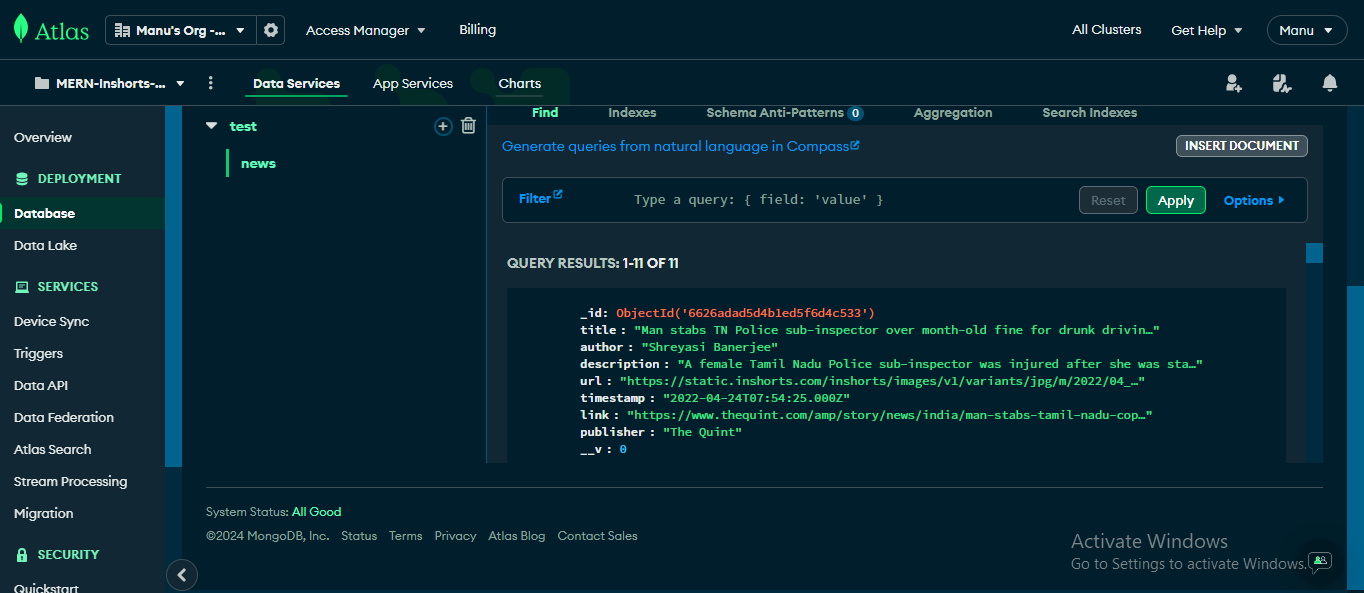 Atlas
Manu's Org -...
Access Manager
Billing
All Clusters
Get Help
Manu
MERN-Inshorts-...
Data Services
App Services
Charts
Overview
DEPLOYMENT
Database
Data Lake
SERVICES
Device Sync
Triggers
Data API
Data Federation
Atlas Search
Stream Processing
Migration
SECURITY
Quickstart
test
news
Find
Indexes
Schema Anti-Patterns 0
Aggregation
Search Indexes
Generate queries from natural language in Compass
INSERT DOCUMENT
Filter
Type a query: { field: 'value' }
Reset
Apply
Options
QUERY RESULTS: 1-11 OF 11
_id: ObjectId('6626adad5d4b1ed5f6d4c533')
title : "Man stabs TN Police sub-inspector over month-old fine for drunk drivin…"
author : "Shreyasi Banerjee"
description : "A female Tamil Nadu Police sub-inspector was injured after she was sta…"
url : "https://static.inshorts.com/inshorts/images/v1/variants/jpg/m/2022/04_…"
timestamp : "2022-04-24T07:54:25.000Z"
link : "https://www.thequint.com/amp/story/news/india/man-stabs-tamil-nadu-cop…"
publisher : "The Quint"
__v : 0
System Status: All Good
©2024 MongoDB, Inc. Status Terms Privacy Atlas Blog Contact Sales
Activate Windows
Go to Settings to activate Windows.